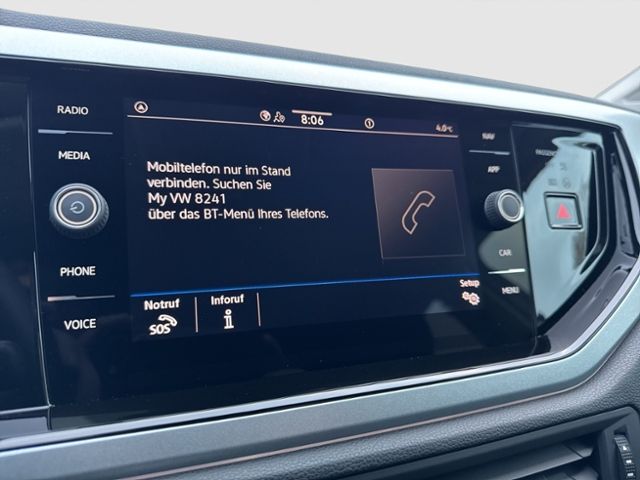 RADIO
MEDIA
PHONE
VOICE
8:06
4.0°C
Mobiltelefon nur im Stand
verbinden. Suchen Sie
My VW 8241
über das BT-Menü Ihres Telefons.
Notruf
SOS
Inforuf
i
Setup
NAV
APP
CAR
MENU